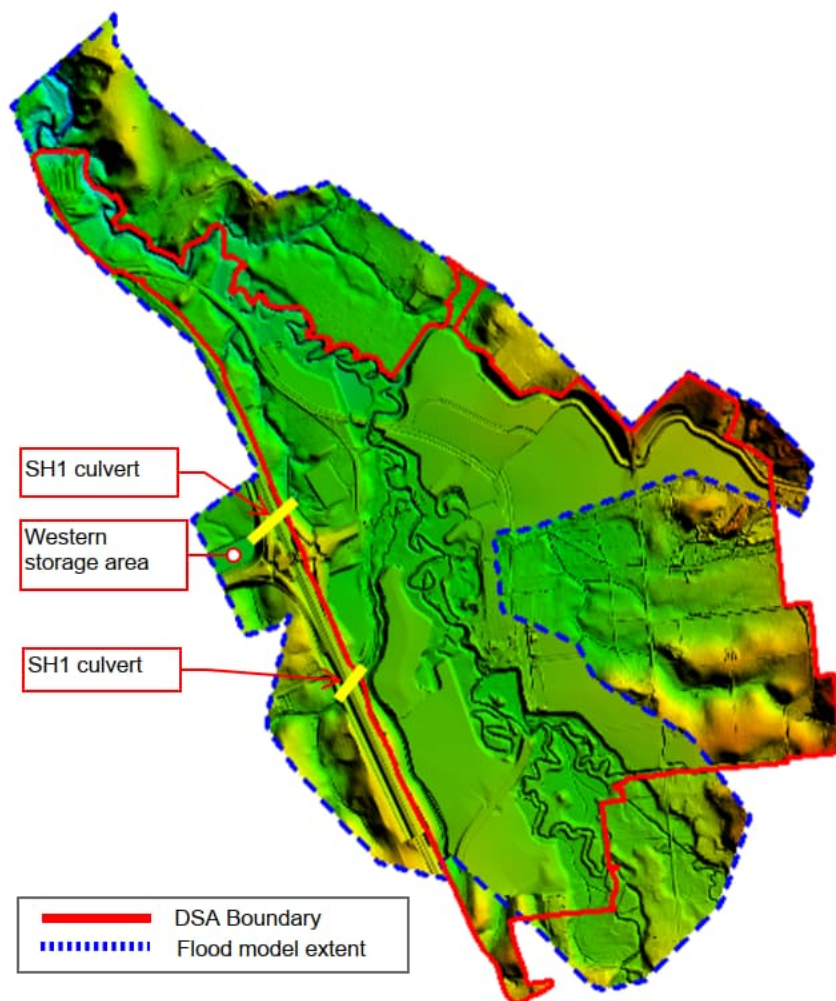 SH1 culvert
Western
storage area
SH1 culvert
DSA Boundary
Flood model extent